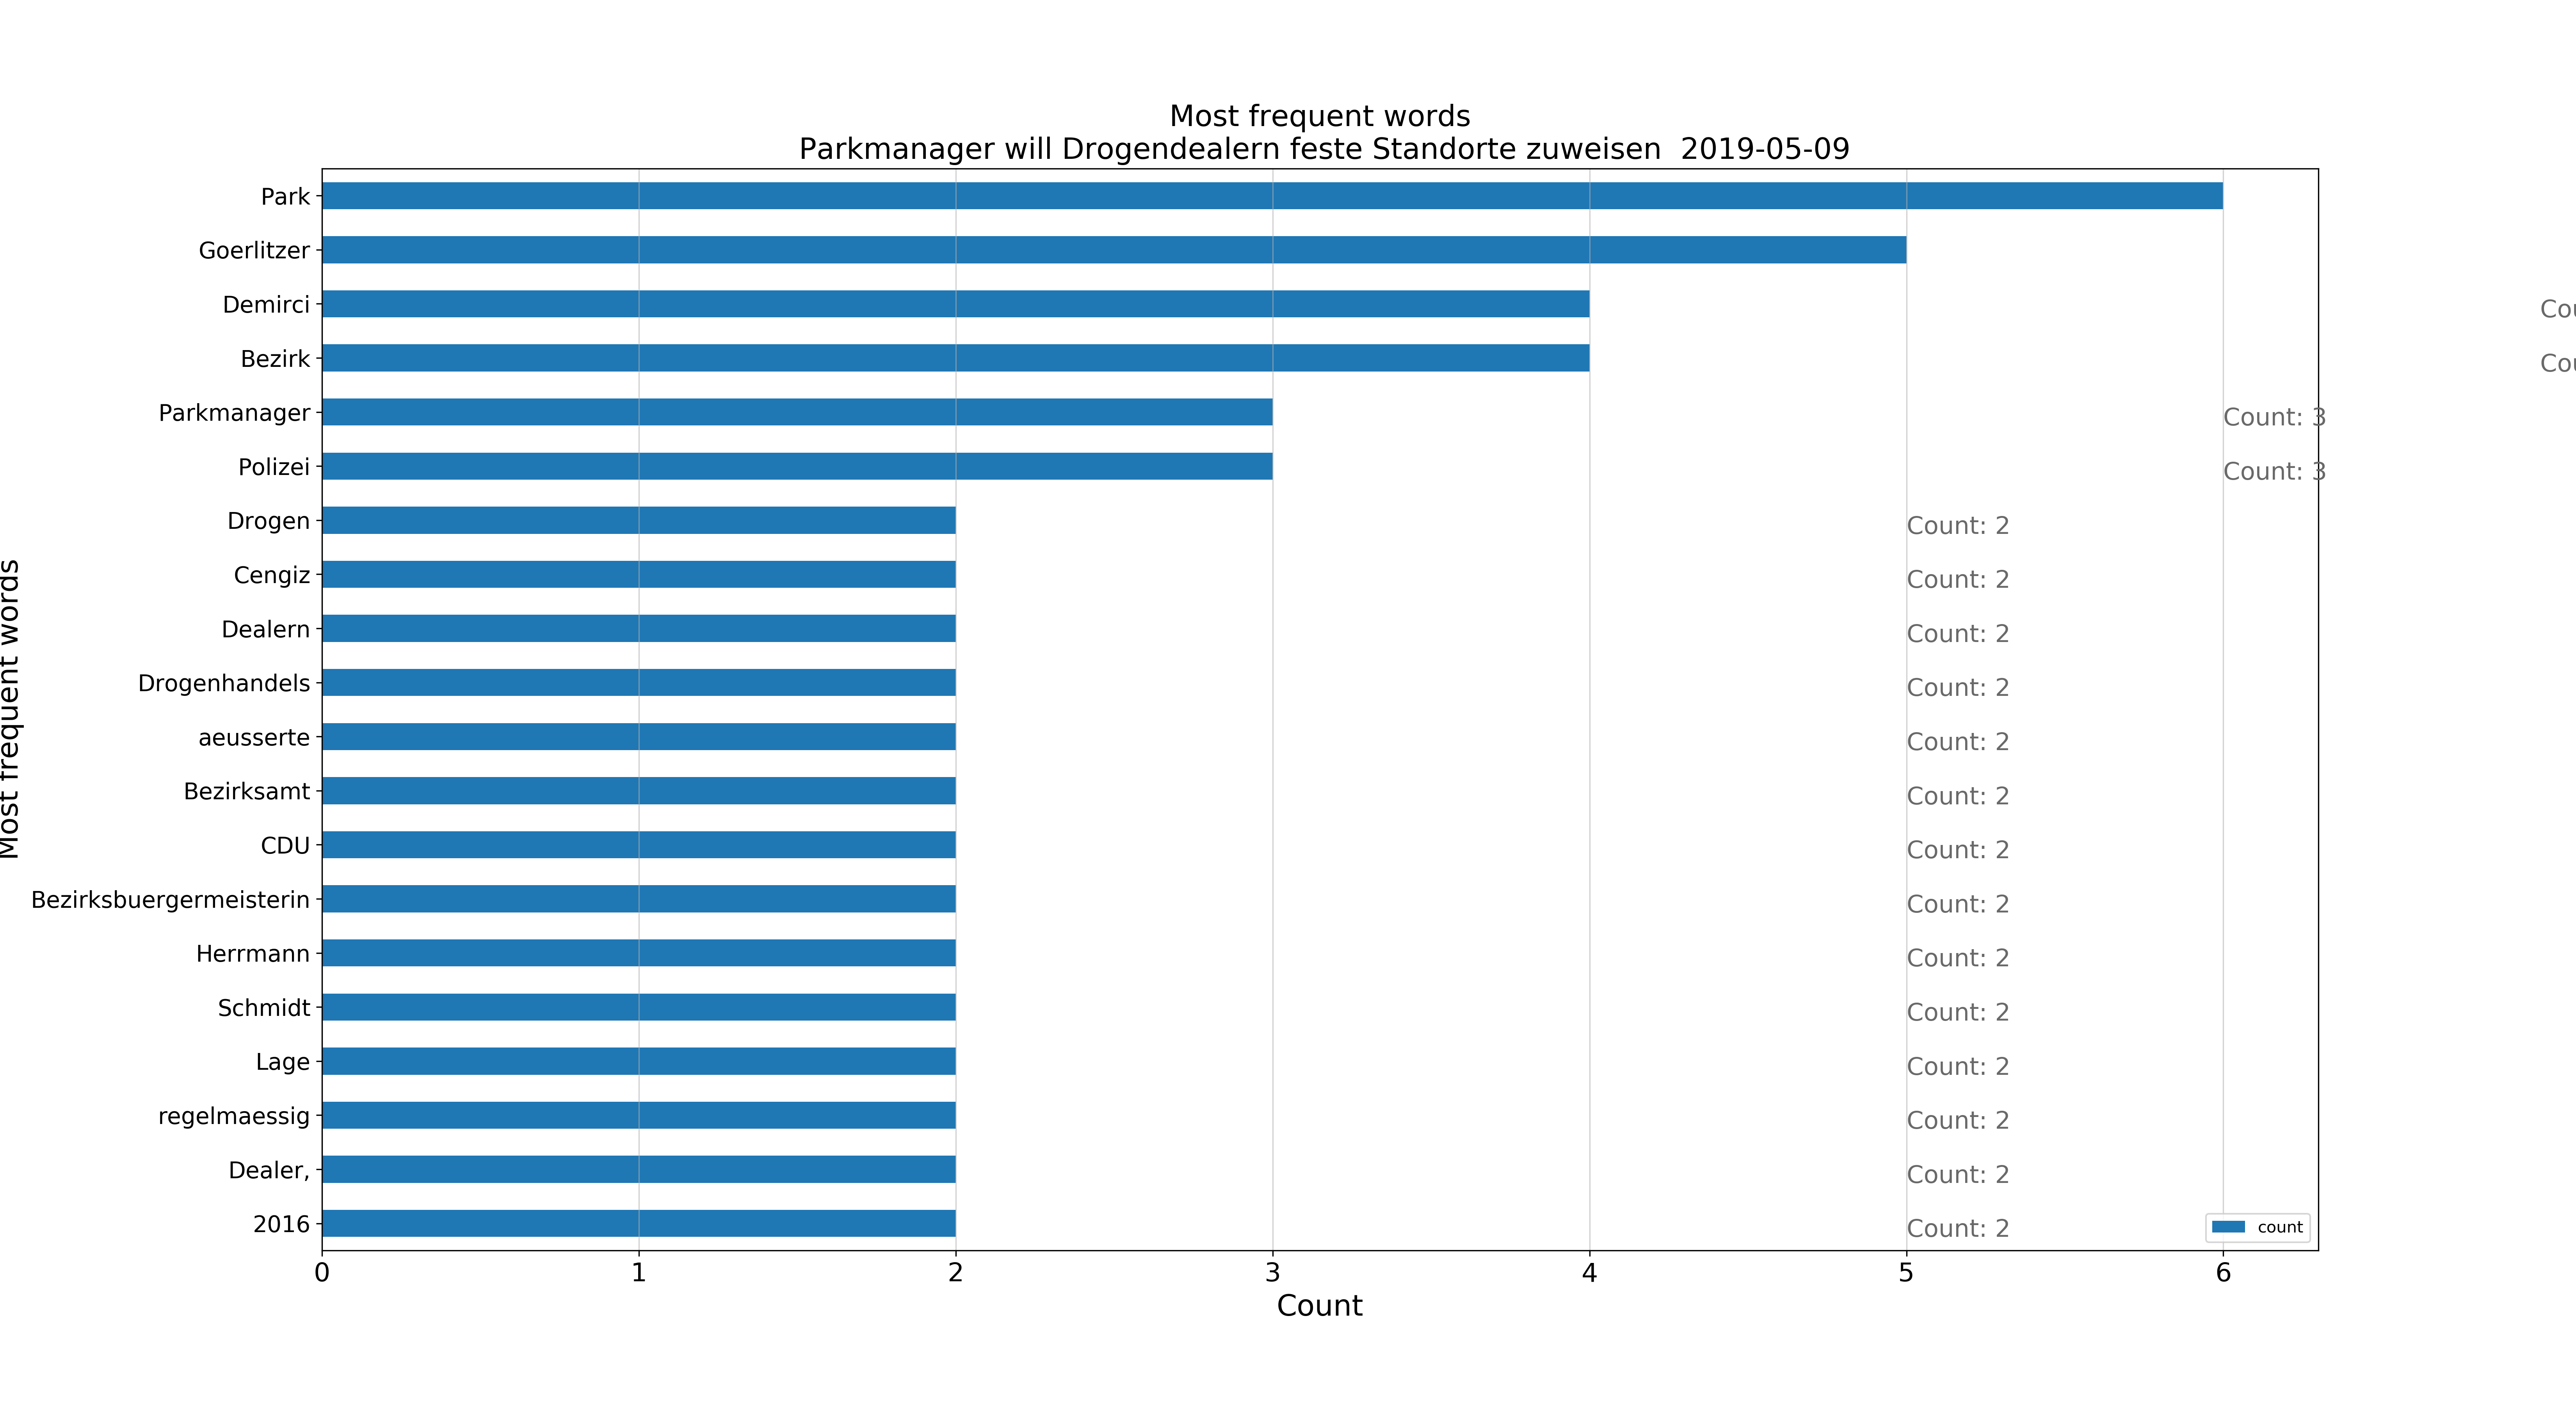 Most frequent words
Parkmanager will Drogendealern feste Standorte zuweisen  2019-05-09
Park
Goerlitzer
Demirci Cou
Bezirk Cou
Parkmanager Count: 3
Polizei Count: 3
Drogen Count: 2
Cengiz Count: 2
Dealern Count: 2
Drogenhandels Count: 2
aeusserte Count: 2
Bezirksamt Count: 2
CDU Count: 2
Bezirksbuergermeisterin Count: 2
Herrmann Count: 2
Schmidt Count: 2
Lage Count: 2
regelmaessig Count: 2
Dealer, Count: 2
2016 Count: 2
count
0 1 2 3 4 5 6
Count
Most frequent words